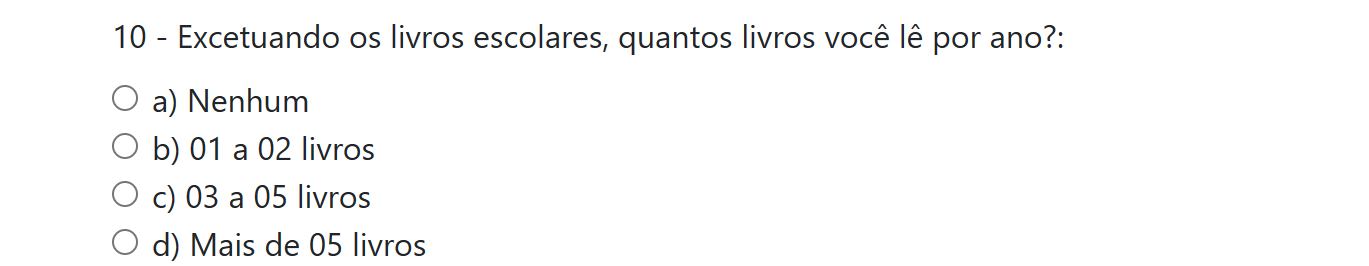 10 - Excetuando os livros escolares, quantos livros você lê por ano?:
a) Nenhum
b) 01 a 02 livros
c) 03 a 05 livros
d) Mais de 05 livros